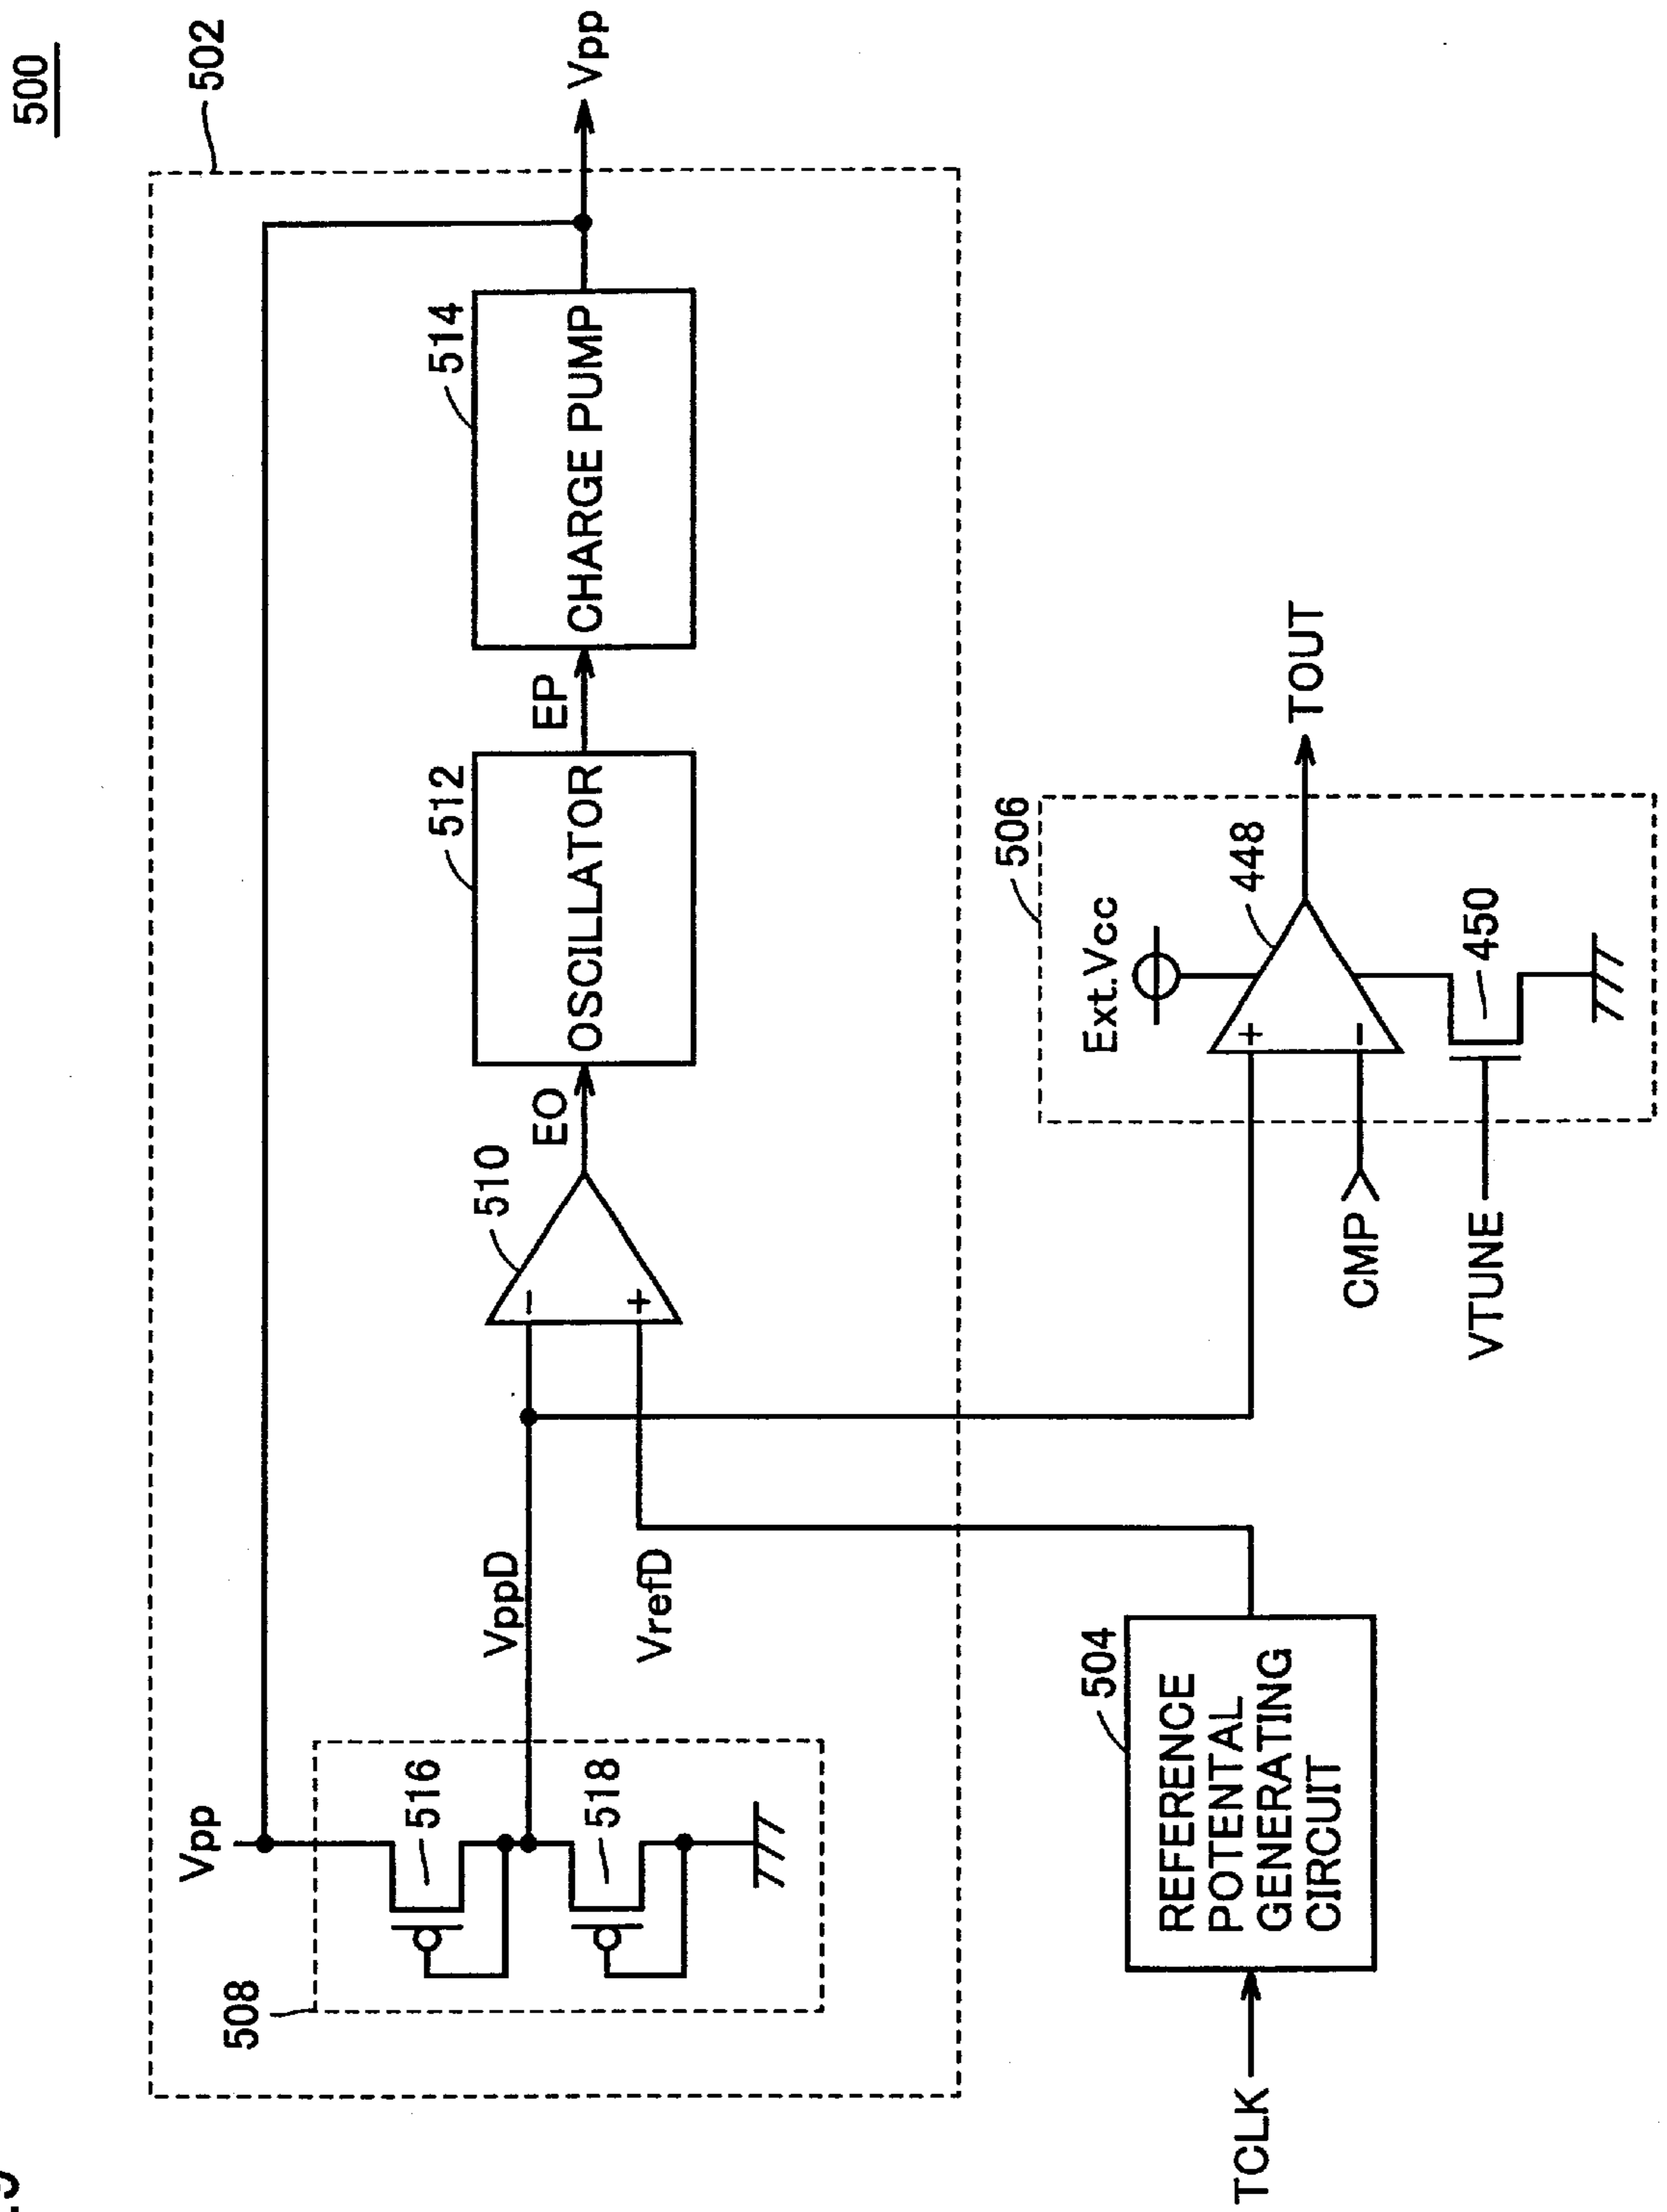 500
502
Vpp
Vpp
508
516
518
VppD
VrefD
510
−
+
EO
512
OSCILLATOR
EP
514
CHARGE PUMP
TCLK
504
REFERENCE
POTENTIAL
GENERATING
CIRCUIT
506
Ext.Vcc
448
+
−
CMP
VTUNE
450
TOUT